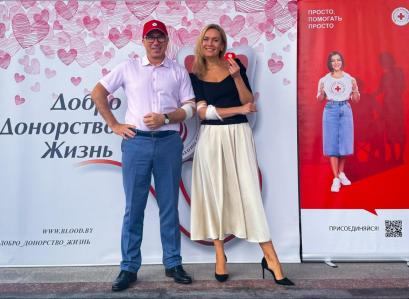 Добро
Донорство
Жизнь
WWW.BLOOD.BY
ДОБРО_ДОНОРСТВО_ЖИЗНЬ
ПРОСТО,
ПОМОГАТЬ
ПРОСТО
ПРИСОЕДИНЯЙСЯ!